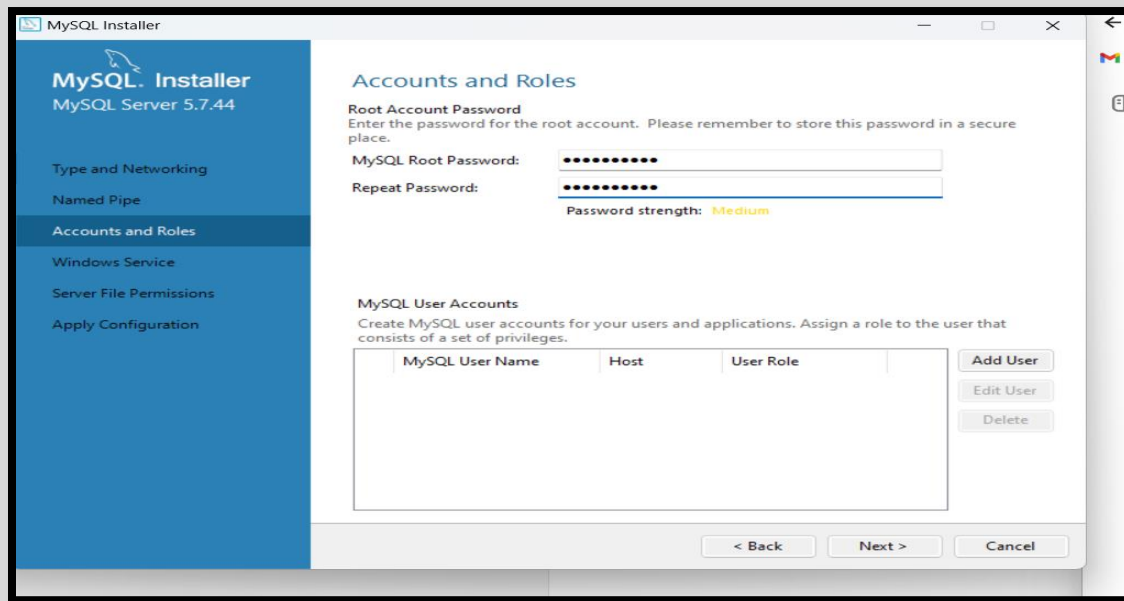 MySQL Installer
MySQL. Installer
MySQL Server 5.7.44
Type and Networking
Named Pipe
Accounts and Roles
Windows Service
Server File Permissions
Apply Configuration
Accounts and Roles
Root Account Password
Enter the password for the root account. Please remember to store this password in a secure
place.
MySQL Root Password: ●●●●●●●●●●
Repeat Password: ●●●●●●●●●●
Password strength: Medium
MySQL User Accounts
Create MySQL user accounts for your users and applications. Assign a role to the user that
consists of a set of privileges.
MySQL User Name Host User Role
Add User
Edit User
Delete
< Back Next > Cancel